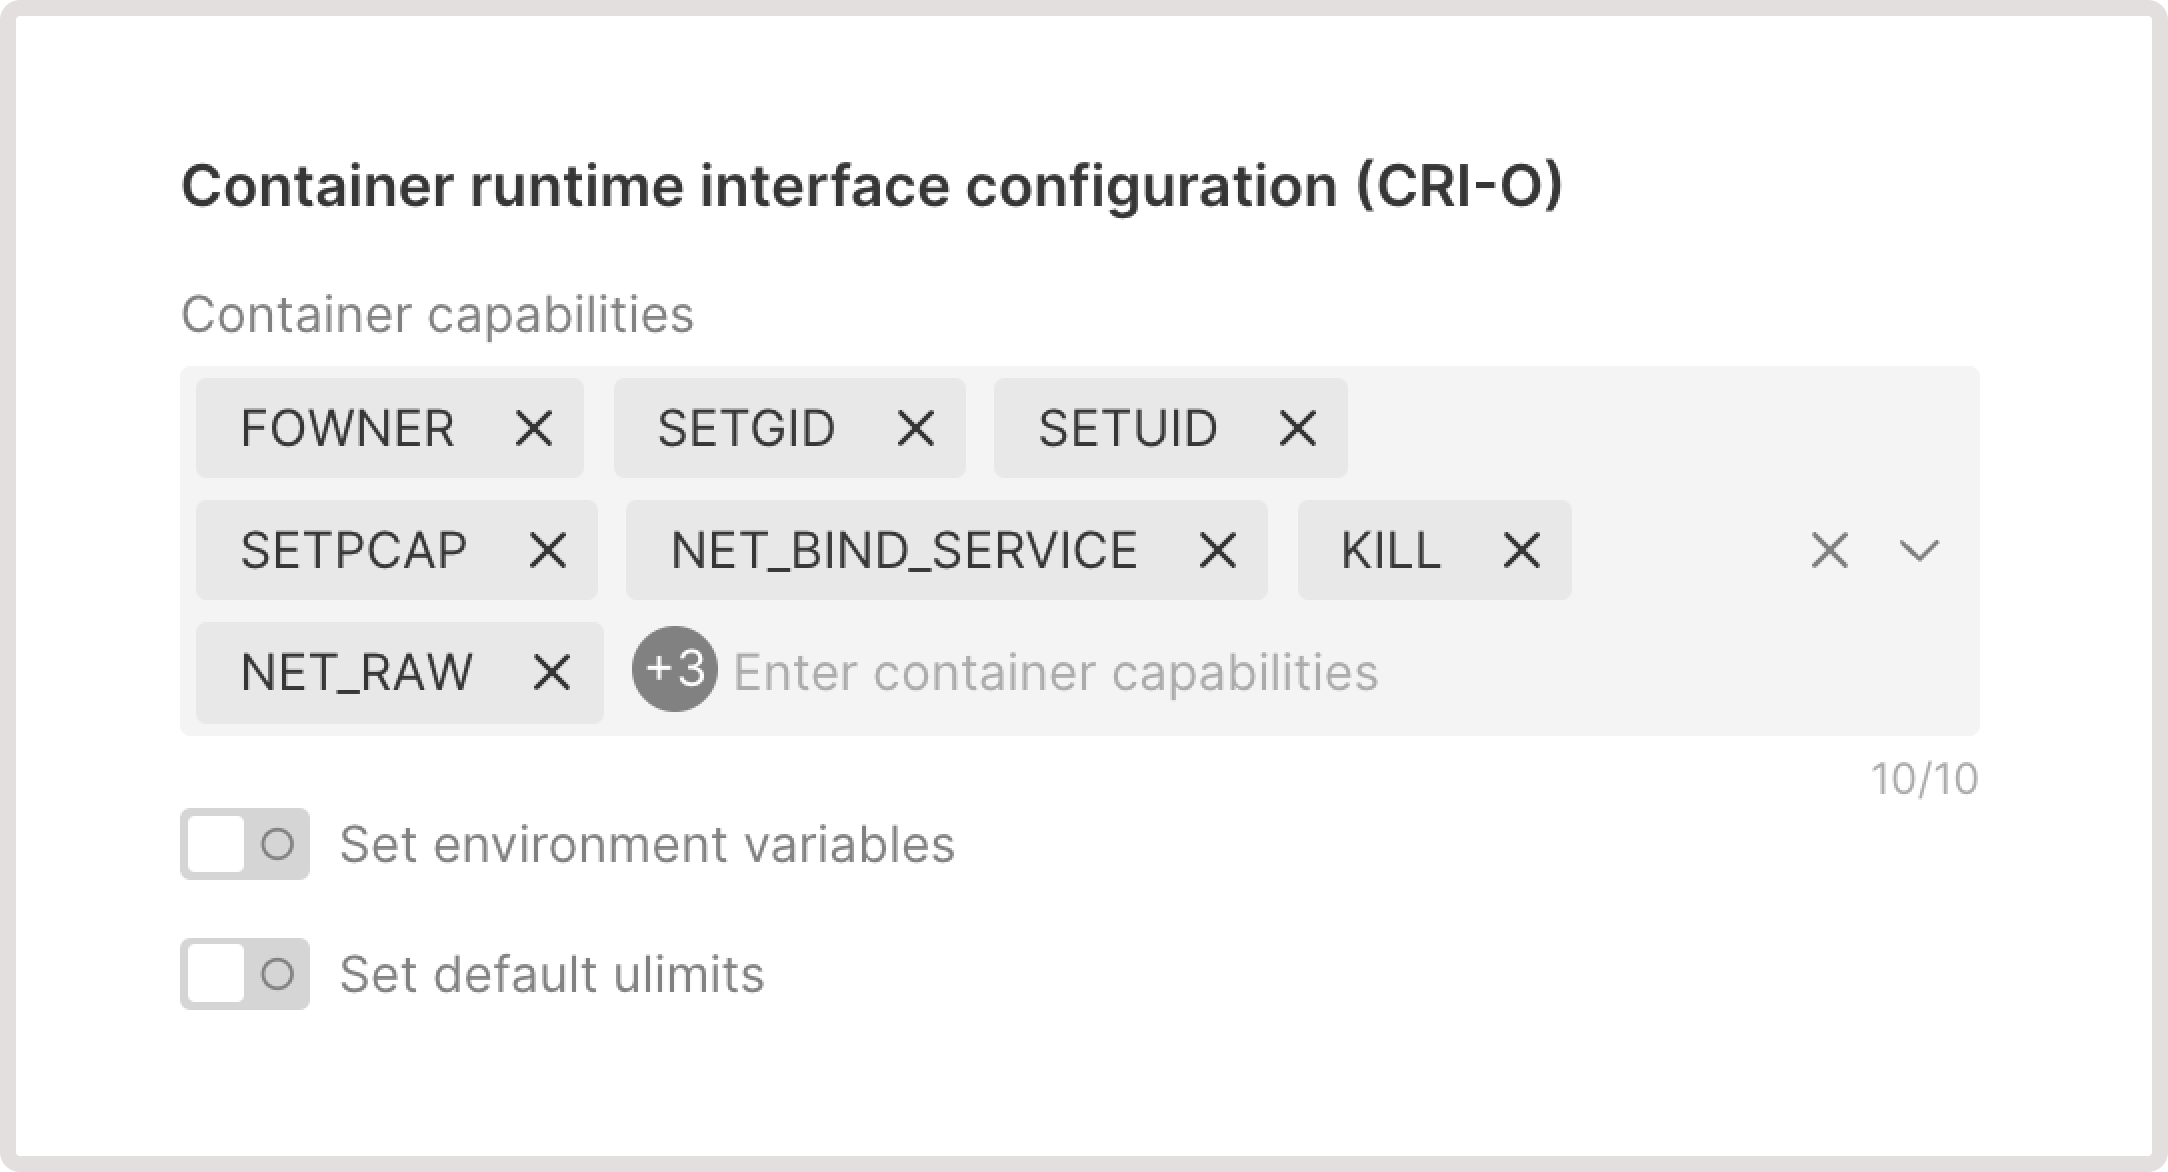 Container runtime interface configuration (CRI-O)
Container capabilities
FOWNER SETGID SETUID
SETPCAP NET_BIND_SERVICE KILL
NET_RAW +3 Enter container capabilities
10/10
Set environment variables
Set default ulimits